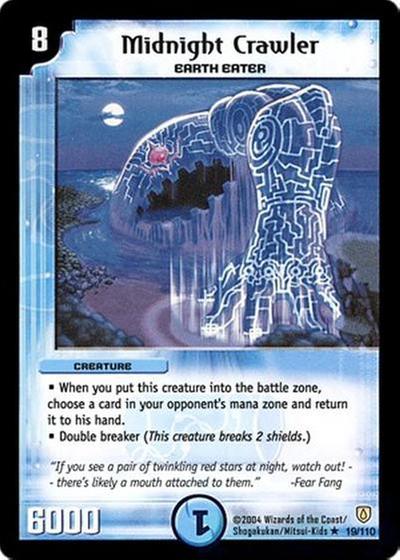 8
Midnight Crawler
EARTH EATER
CREATURE
▪ When you put this creature into the battle zone,
choose a card in your opponent's mana zone and return
it to his hand.
▪ Double breaker (This creature breaks 2 shields.)
"If you see a pair of twinkling red stars at night, watch out! -
- there's likely a mouth attached to them." -Fear Fang
6000
©2004 Wizards of the Coast/
Shogakukan/Mitsui-Kids ★ 19/110